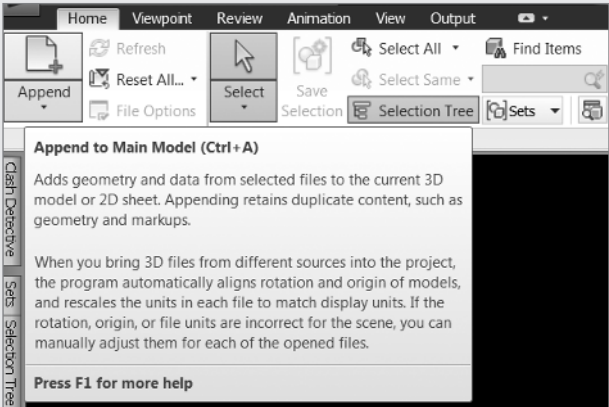 Home Viewpoint Review Animation View Output
Refresh Select All Find Items
Reset All...
Append Select Save Select Same
File Options Selection Selection Tree Sets
Append to Main Model (Ctrl+A)
Adds geometry and data from selected files to the current 3D
model or 2D sheet. Appending retains duplicate content, such as
geometry and markups.
When you bring 3D files from different sources into the project,
the program automatically aligns rotation and origin of models,
and rescales the units in each file to match display units. If the
rotation, origin, or file units are incorrect for the scene, you can
manually adjust them for each of the opened files.
Press F1 for more help
Clash Detective
Sets
Selection Tree